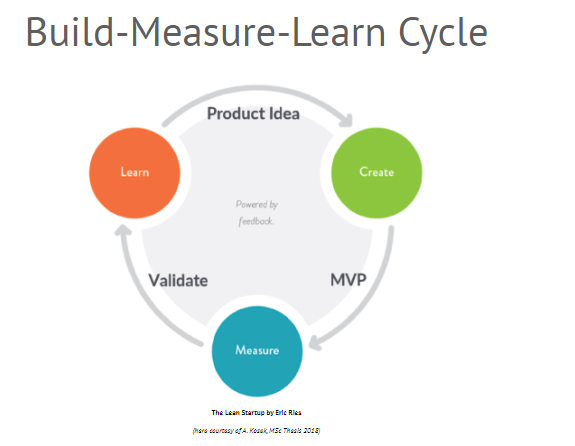 Build-Measure-Learn Cycle
Product Idea
Learn
Create
Powered by
feedback.
Validate
MVP
Measure
The Lean Startup by Eric Ries
(here courtesy of A. Kosak, MSc Thesis 2018)